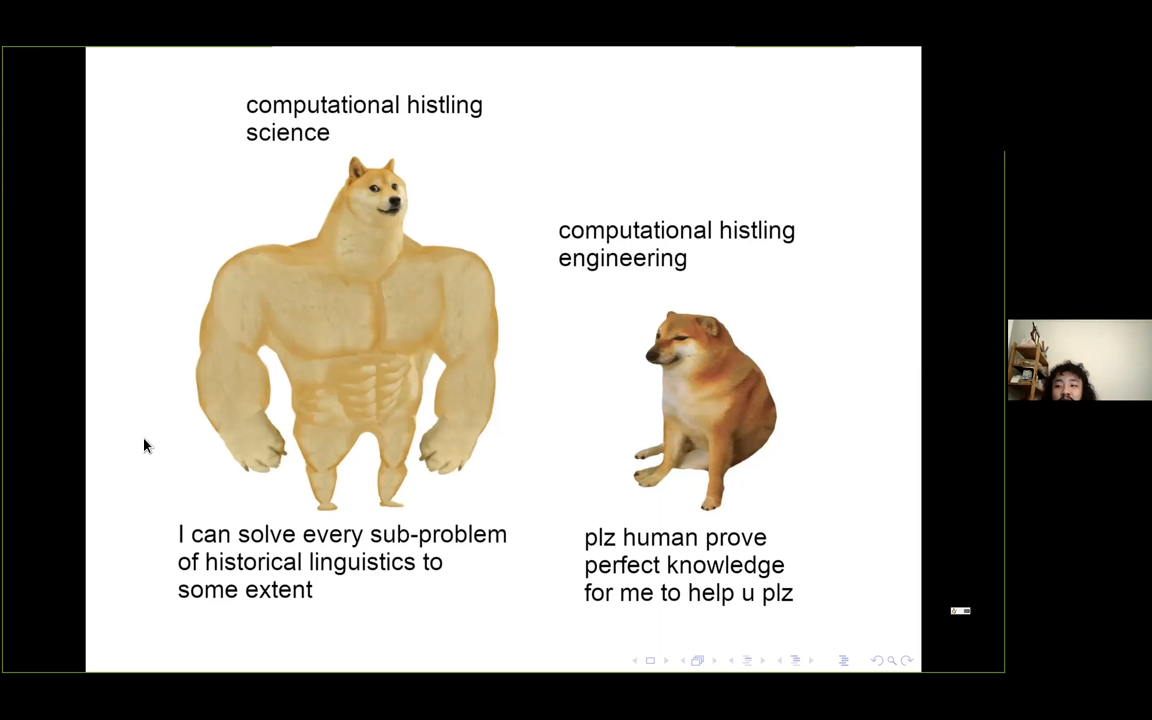 computational histling
science
computational histling
engineering
I can solve every sub-problem
of historical linguistics to
some extent
plz human prove
perfect knowledge
for me to help u plz